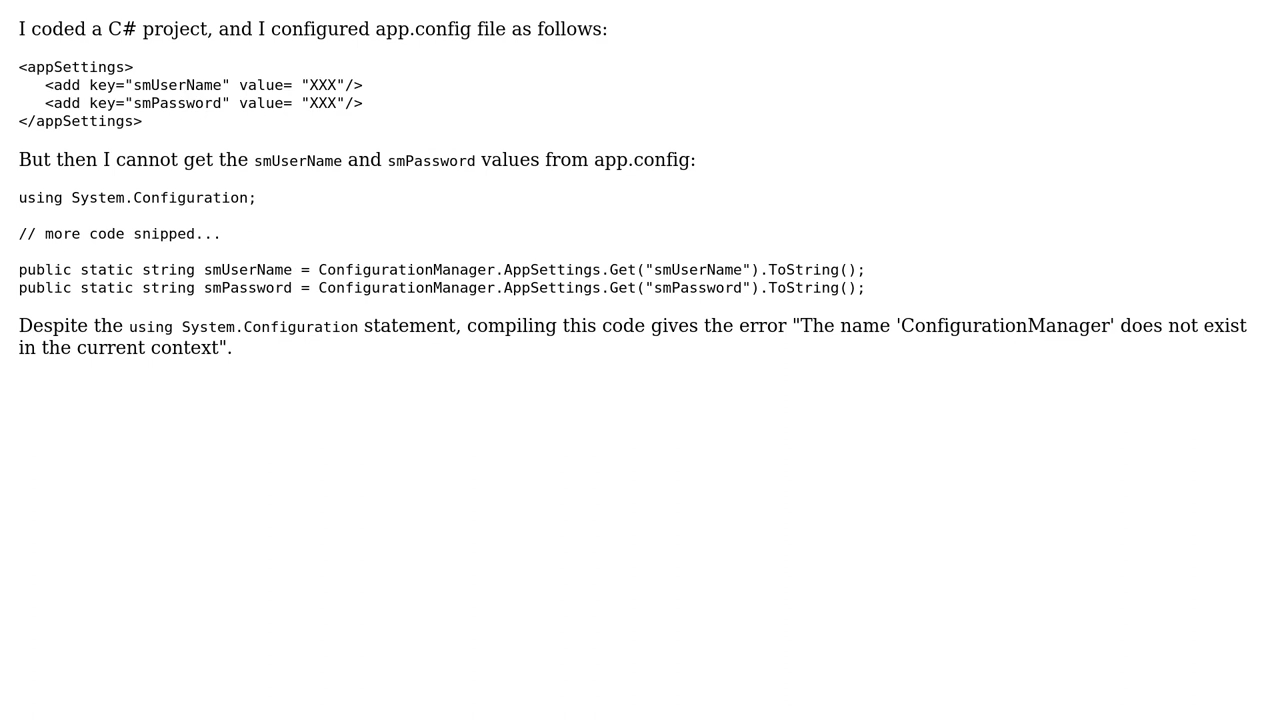 I coded a C# project, and I configured app.config file as follows:
<appSettings>
   <add key="smUserName" value= "XXX"/>
   <add key="smPassword" value= "XXX"/>
</appSettings>
But then I cannot get the smUserName and smPassword values from app.config:
using System.Configuration;
// more code snipped...
public static string smUserName = ConfigurationManager.AppSettings.Get("smUserName").ToString();
public static string smPassword = ConfigurationManager.AppSettings.Get("smPassword").ToString();
Despite the using System.Configuration statement, compiling this code gives the error "The name 'ConfigurationManager' does not exist
in the current context".